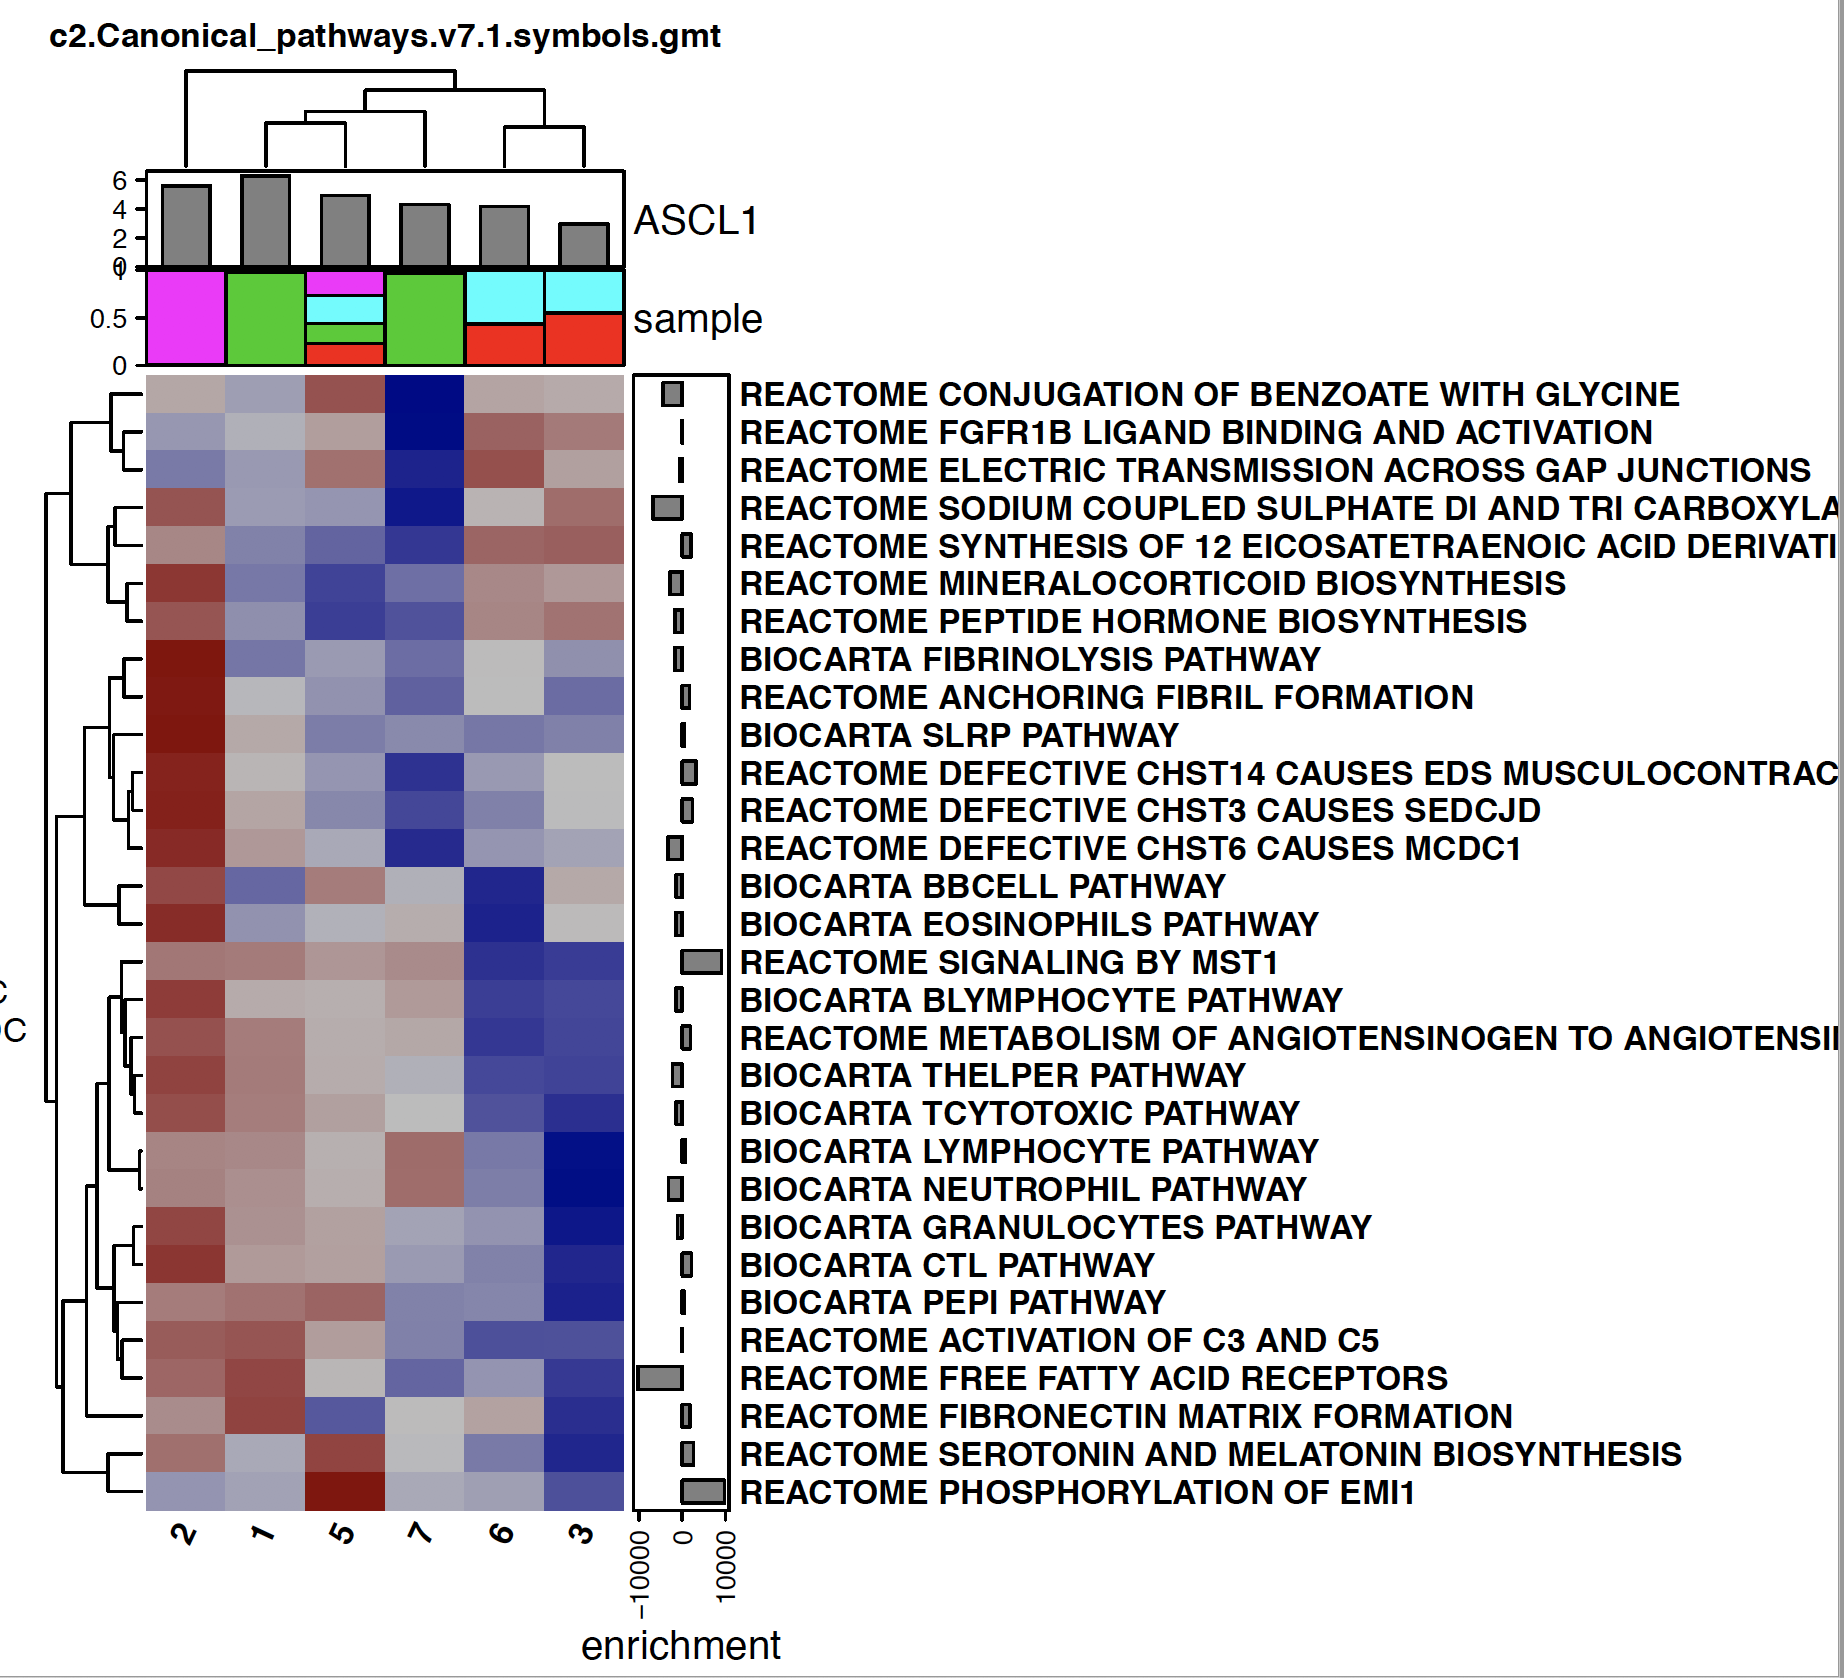 c2.Canonical_pathways.v7.1.symbols.gmt
6
4
2
0
ASCL1
1
0.5
0
sample
REACTOME CONJUGATION OF BENZOATE WITH GLYCINE
REACTOME FGFR1B LIGAND BINDING AND ACTIVATION
REACTOME ELECTRIC TRANSMISSION ACROSS GAP JUNCTIONS
REACTOME SODIUM COUPLED SULPHATE DI AND TRI CARBOXYLA
REACTOME SYNTHESIS OF 12 EICOSATETRAENOIC ACID DERIVATI
REACTOME MINERALOCORTICOID BIOSYNTHESIS
REACTOME PEPTIDE HORMONE BIOSYNTHESIS
BIOCARTA FIBRINOLYSIS PATHWAY
REACTOME ANCHORING FIBRIL FORMATION
BIOCARTA SLRP PATHWAY
REACTOME DEFECTIVE CHST14 CAUSES EDS MUSCULOCONTRAC
REACTOME DEFECTIVE CHST3 CAUSES SEDCJD
REACTOME DEFECTIVE CHST6 CAUSES MCDC1
BIOCARTA BBCELL PATHWAY
BIOCARTA EOSINOPHILS PATHWAY
REACTOME SIGNALING BY MST1
C
BIOCARTA BLYMPHOCYTE PATHWAY
OC
REACTOME METABOLISM OF ANGIOTENSINOGEN TO ANGIOTENSI
BIOCARTA THELPER PATHWAY
BIOCARTA TCYTOTOXIC PATHWAY
BIOCARTA LYMPHOCYTE PATHWAY
BIOCARTA NEUTROPHIL PATHWAY
BIOCARTA GRANULOCYTES PATHWAY
BIOCARTA CTL PATHWAY
BIOCARTA PEPI PATHWAY
REACTOME ACTIVATION OF C3 AND C5
REACTOME FREE FATTY ACID RECEPTORS
REACTOME FIBRONECTIN MATRIX FORMATION
REACTOME SEROTONIN AND MELATONIN BIOSYNTHESIS
REACTOME PHOSPHORYLATION OF EMI1
2 1 5 7 6 3
−10000 0 10000
enrichment